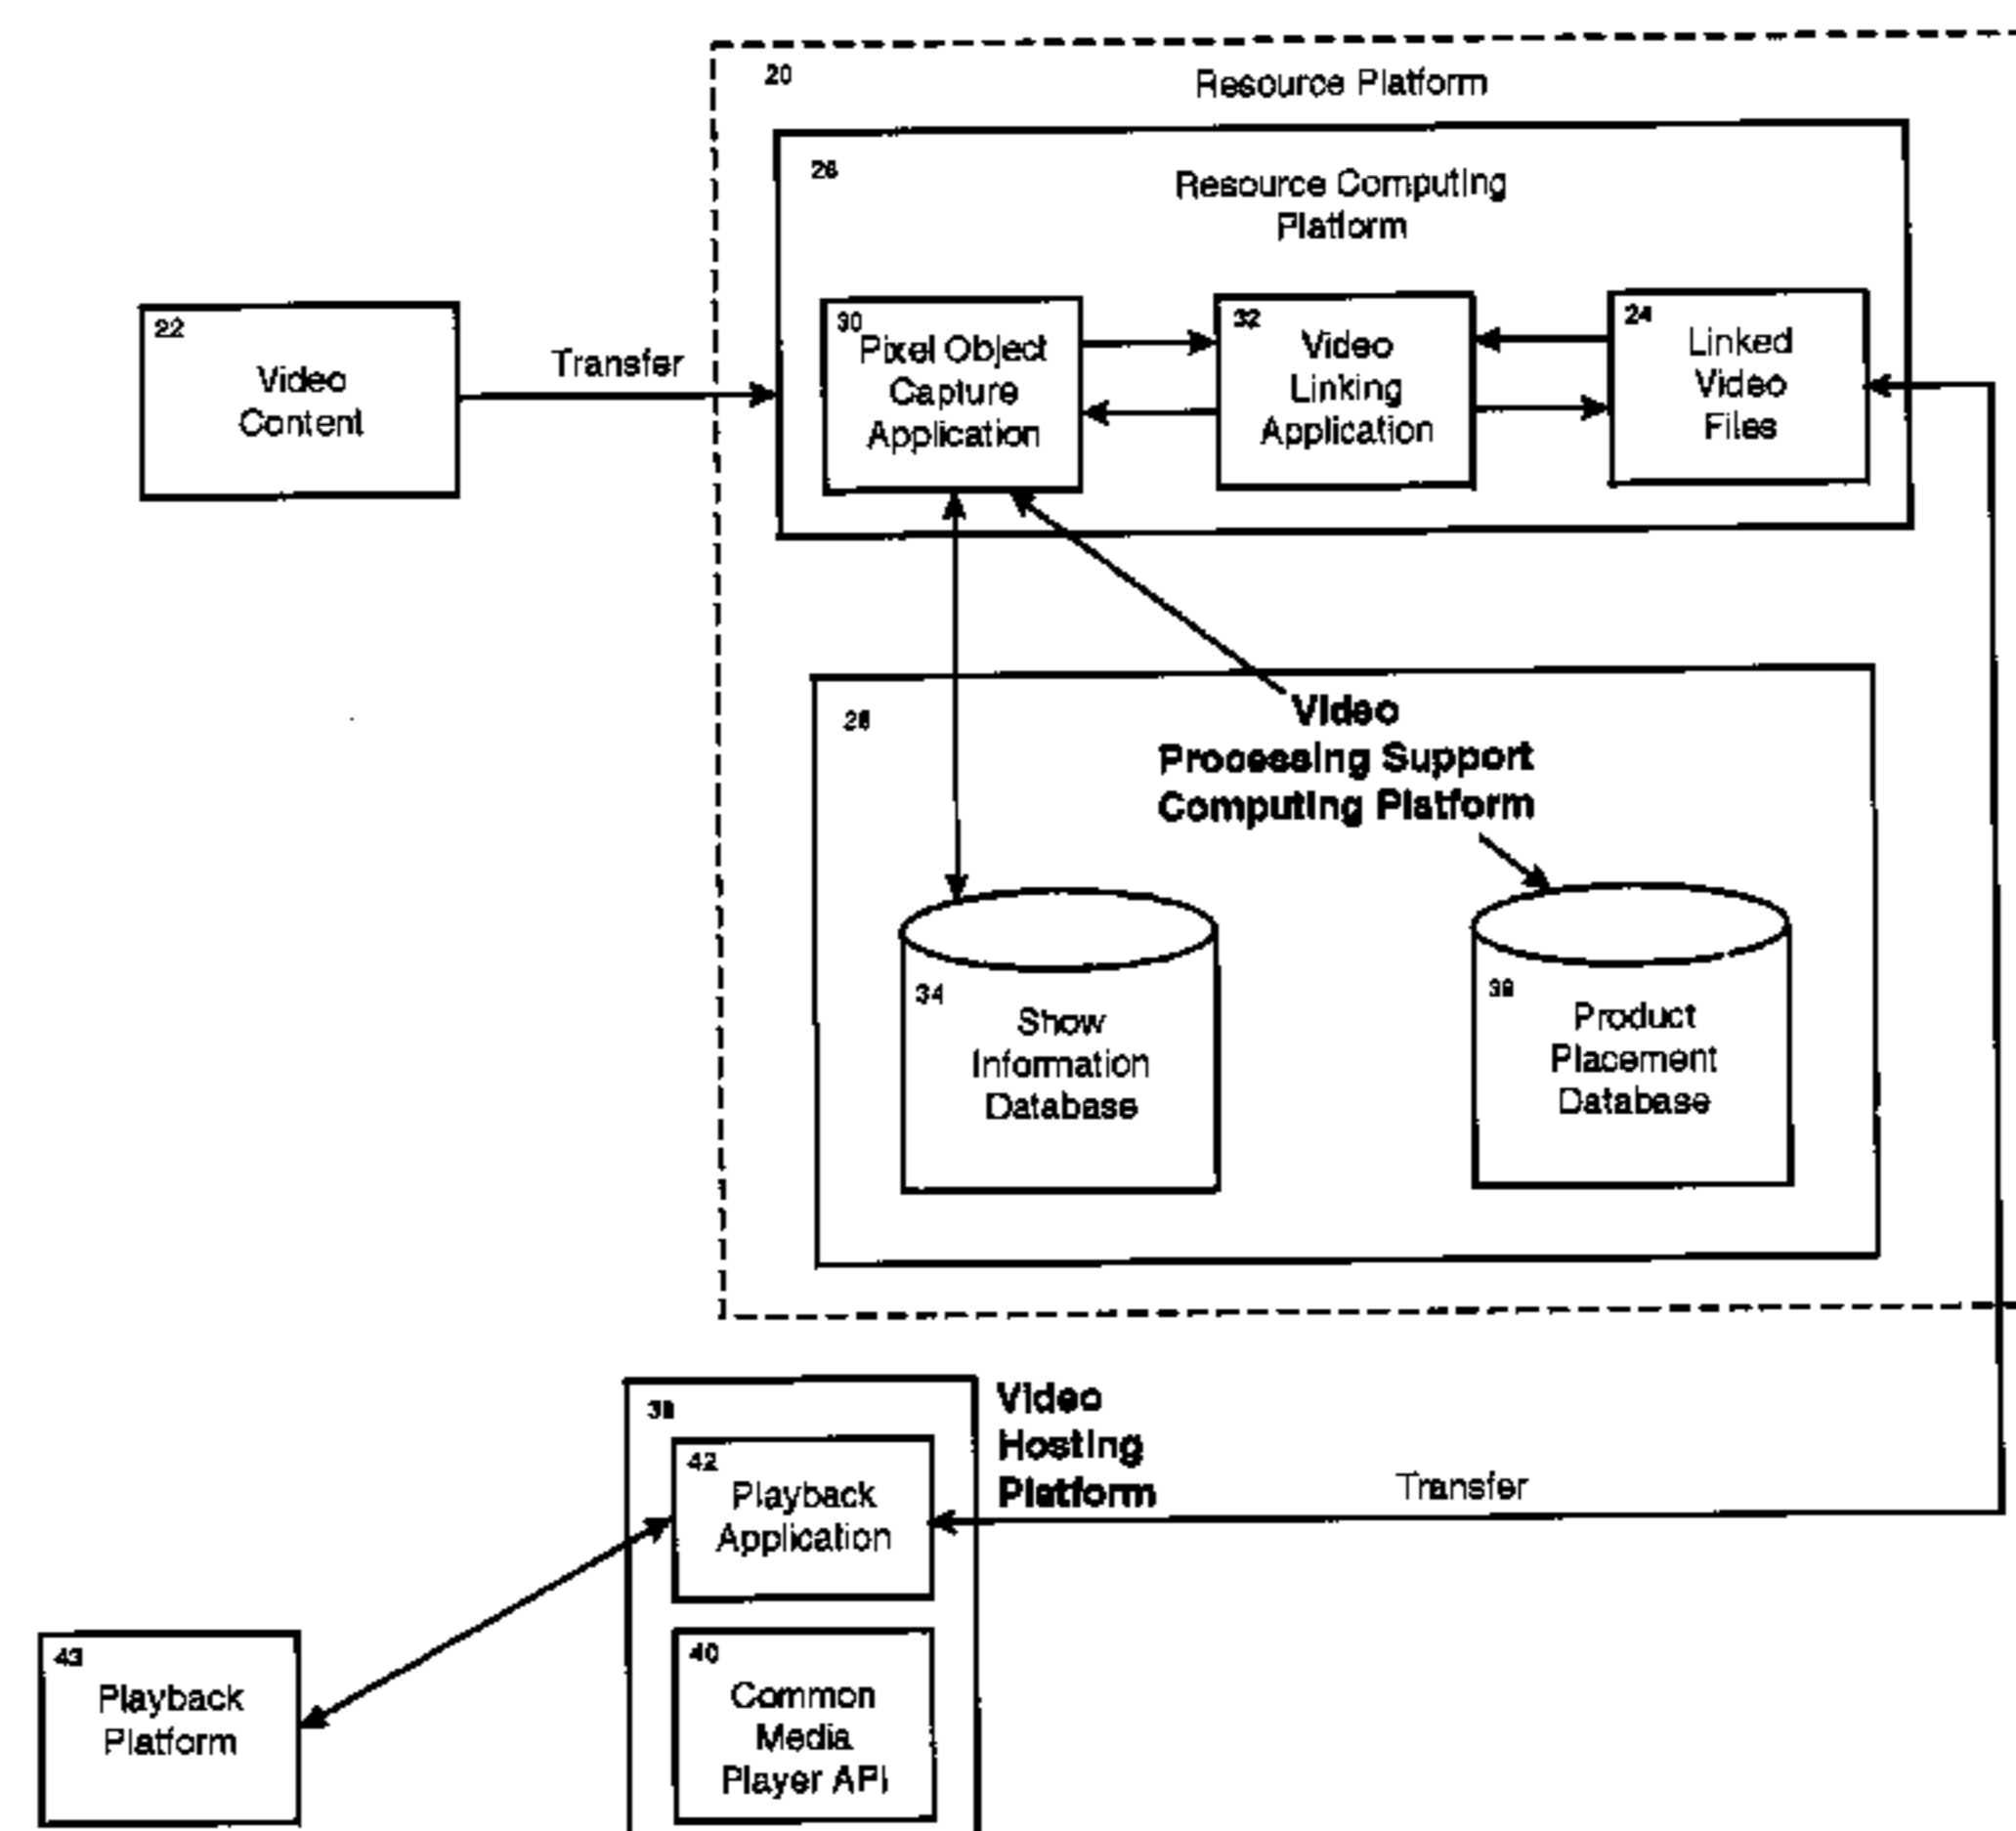 20
Resource Platform
26
Resource Computing
Platform
22
Video
Content
Transfer
30
Pixel Object
Capture
Application
32
Video
Linking
Application
24
Linked
Video
Files
Video
Processing Support
Computing Platform
34
Show
Information
Database
Product
Placement
Database
Video
Hosting
Platform
42
Playback
Application
Transfer
43
Playback
Platform
40
Common
Media
Player API